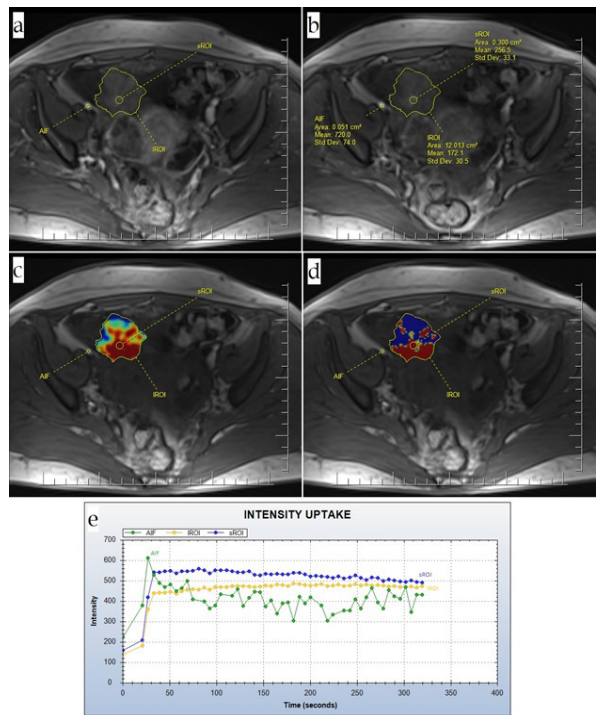 a
sROI
AIF
lROI
b
sROI
Area: 0.300 cm²
Mean: 256.5
Std Dev: 33.1
AIF
Area: 0.051 cm²
Mean: 720.0
Std Dev: 74.0
lROI
Area: 12.013 cm²
Mean: 172.1
Std Dev: 30.5
c
sROI
AIF
lROI
d
sROI
AIF
lROI
e
INTENSITY UPTAKE
AIF lROI sROI
700
600
500
400
300
200
100
0
Intensity
AIF
sROI
lROI
0 50 100 150 200 250 300 350 400
Time (seconds)